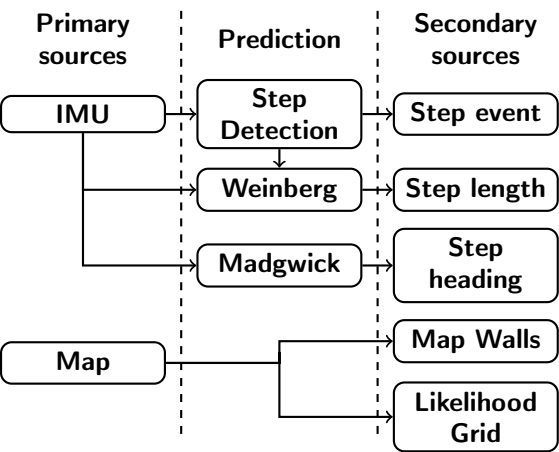 Primary
sources
Prediction
Secondary
sources
IMU
Step
Detection
Step event
Weinberg
Step length
Madgwick
Step
heading
Map
Map Walls
Likelihood
Grid